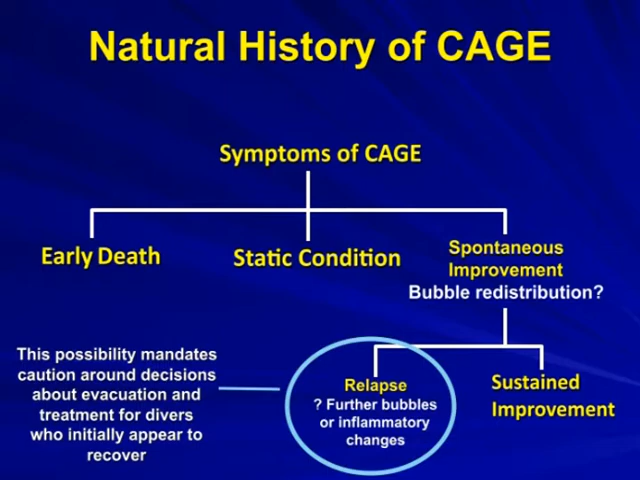 Natural History of CAGE
Symptoms of CAGE
Early Death
Static Condition
Spontaneous
Improvement
Bubble redistribution?
This possibility mandates
caution around decisions
about evacuation and
treatment for divers
who initially appear to
recover
Relapse
? Further bubbles
or inflammatory
changes
Sustained
Improvement